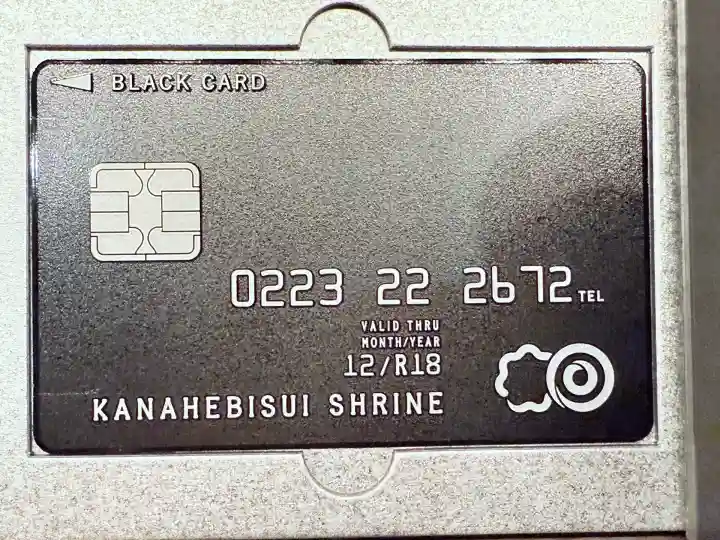 BLACK CARD
0223 22 2672 TEL
VALID THRU
MONTH/YEAR
12/R18
KANAHEBISUI SHRINE